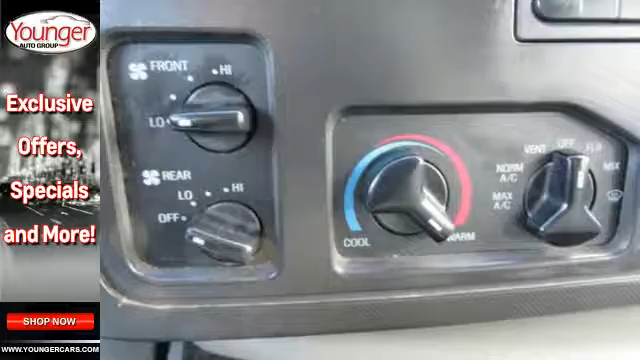 Younger
AUTO GROUP
Exclusive
Offers,
Specials
and More!
SHOP NOW
WWW.YOUNGERCARS.COM
FRONT
HI
LO
REAR
LO
HI
OFF
COOL
WARM
VENT
OFF
FLR
NORM
A/C
MIX
MAX
A/C